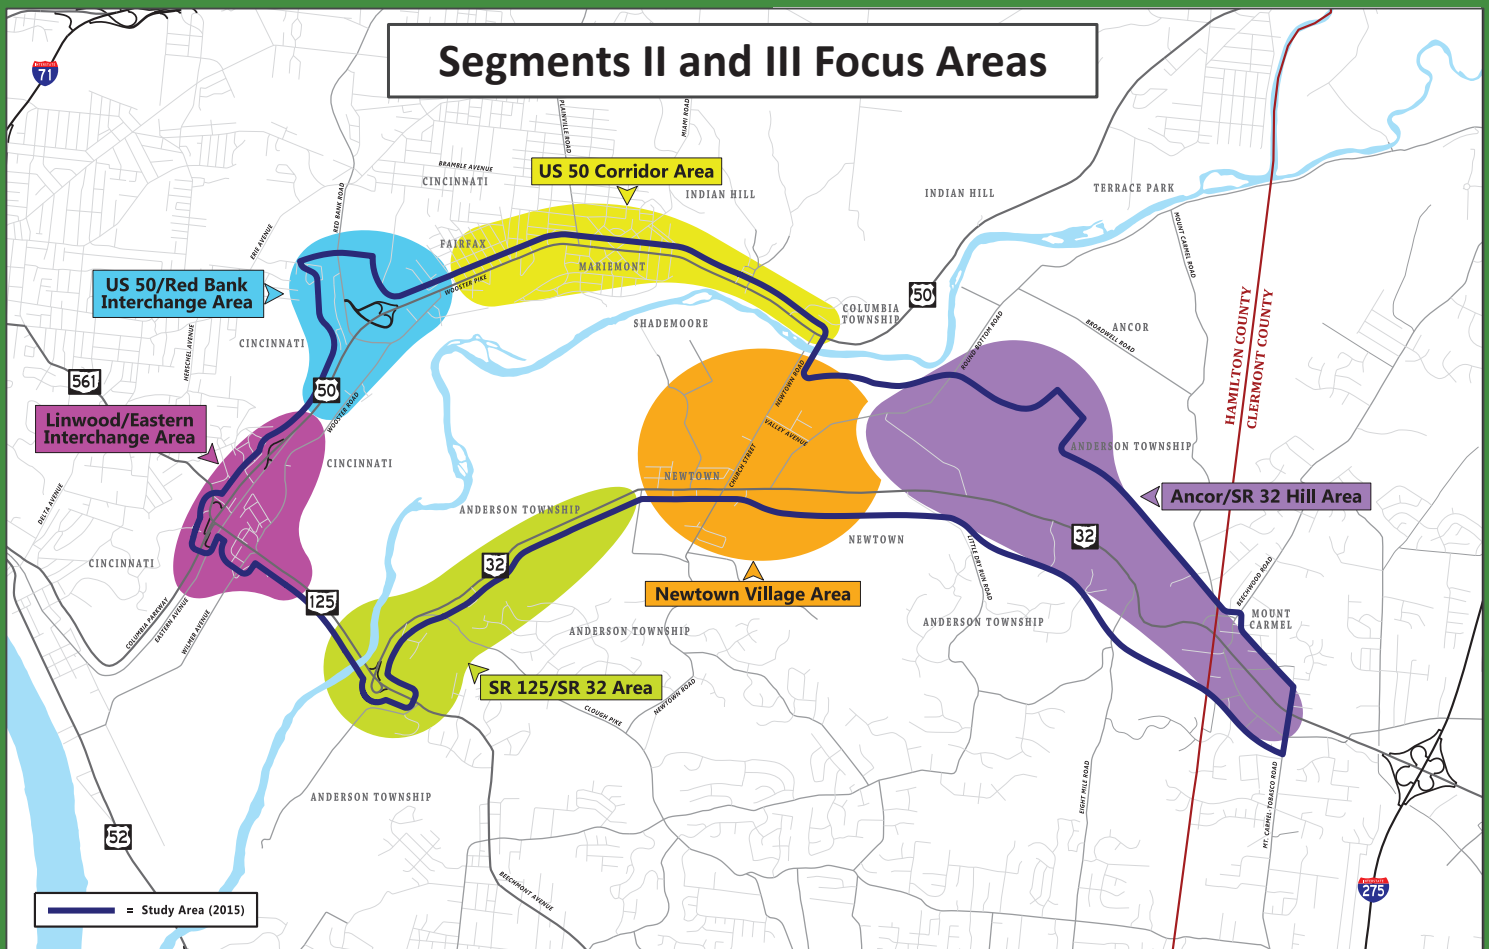 Segments II and III Focus Areas
INTERSTATE
71
PLAINVILLE ROAD
MIAMI ROAD
BRAMBLE AVENUE
CINCINNATI
US 50 Corridor Area
INDIAN HILL
INDIAN HILL
TERRACE PARK
RED BANK ROAD
ERIE AVENUE
FAIRFAX
MARIEMONT
WOOSTER PIKE
MOUNT CARMEL ROAD
US 50/Red Bank
Interchange Area
50
COLUMBIA
TOWNSHIP
SHADEMOORE
ANCOR
BROADWELL ROAD
ROUND BOTTOM ROAD
HAMILTON COUNTY
CLERMONT COUNTY
HERSCHEL AVENUE
CINCINNATI
561
50
WOOSTER ROAD
NEWTOWN ROAD
VALLEY AVENUE
CHURCH STREET
Linwood/Eastern
Interchange Area
CINCINNATI
NEWTOWN
ANDERSON TOWNSHIP
Ancor/SR 32 Hill Area
DELTA AVENUE
ANDERSON TOWNSHIP
32
NEWTOWN
32
CINCINNATI
LITTLE DRY RUN ROAD
BEECHWOOD ROAD
Newtown Village Area
125
COLUMBIA PARKWAY
EASTERN AVENUE
WILMER AVENUE
ANDERSON TOWNSHIP
ANDERSON TOWNSHIP
MOUNT
CARMEL
SR 125/SR 32 Area
CLOUGH PIKE
NEWTOWN ROAD
EIGHT MILE ROAD
MT. CARMEL-TOBASCO ROAD
ANDERSON TOWNSHIP
52
BEECHMONT AVENUE
INTERSTATE
275
= Study Area (2015)